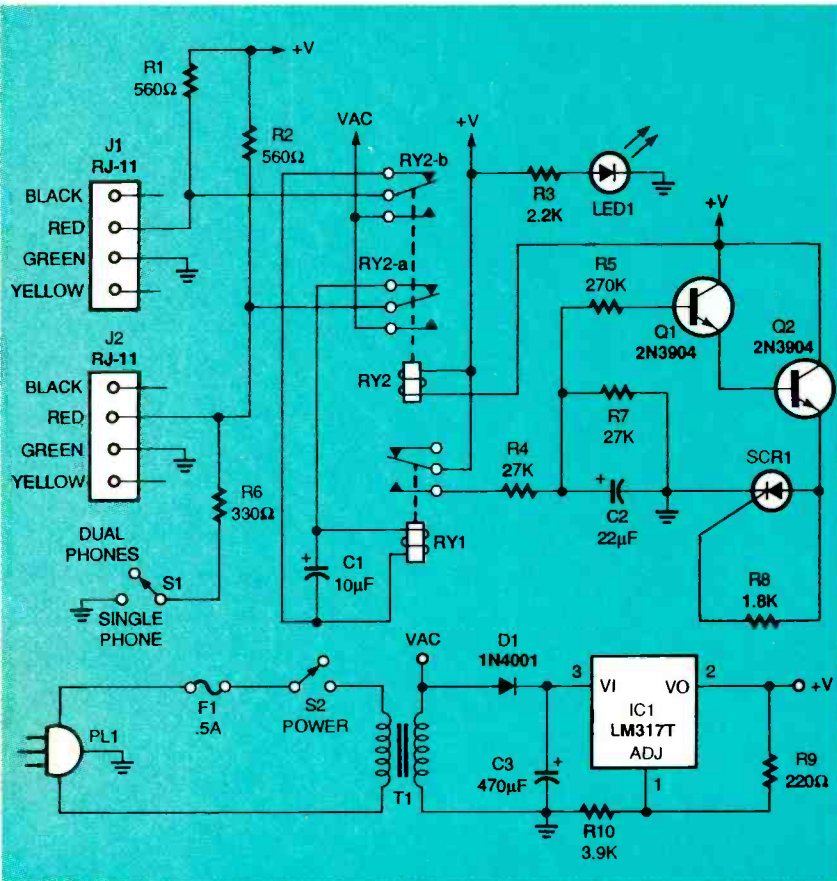 R1
560Ω
+V
R2
560Ω
J1
RJ-11
BLACK
RED
GREEN
YELLOW
J2
RJ-11
BLACK
RED
GREEN
YELLOW
DUAL
PHONES
S1
SINGLE
PHONE
R6
330Ω
VAC
+V
RY2-b
RY2-a
RY2
RY1
+
C1
10µF
R3
2.2K
LED1
+V
R5
270K
Q1
2N3904
Q2
2N3904
R7
27K
R4
27K
+
C2
22µF
SCR1
R8
1.8K
PL1
F1
.5A
S2
POWER
T1
VAC
D1
1N4001
C3
470µF
+
3
VI
VO
2
IC1
LM317T
ADJ
1
+V
R9
220Ω
R10
3.9K